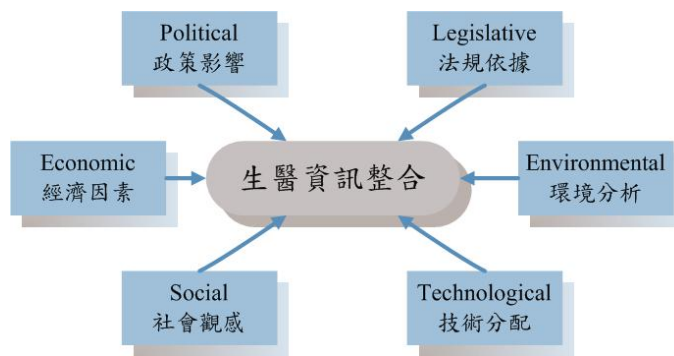 Political
政策影響
Legislative
法規依據
Economic
經濟因素
生醫資訊整合
Environmental
環境分析
Social
社會觀感
Technological
技術分配